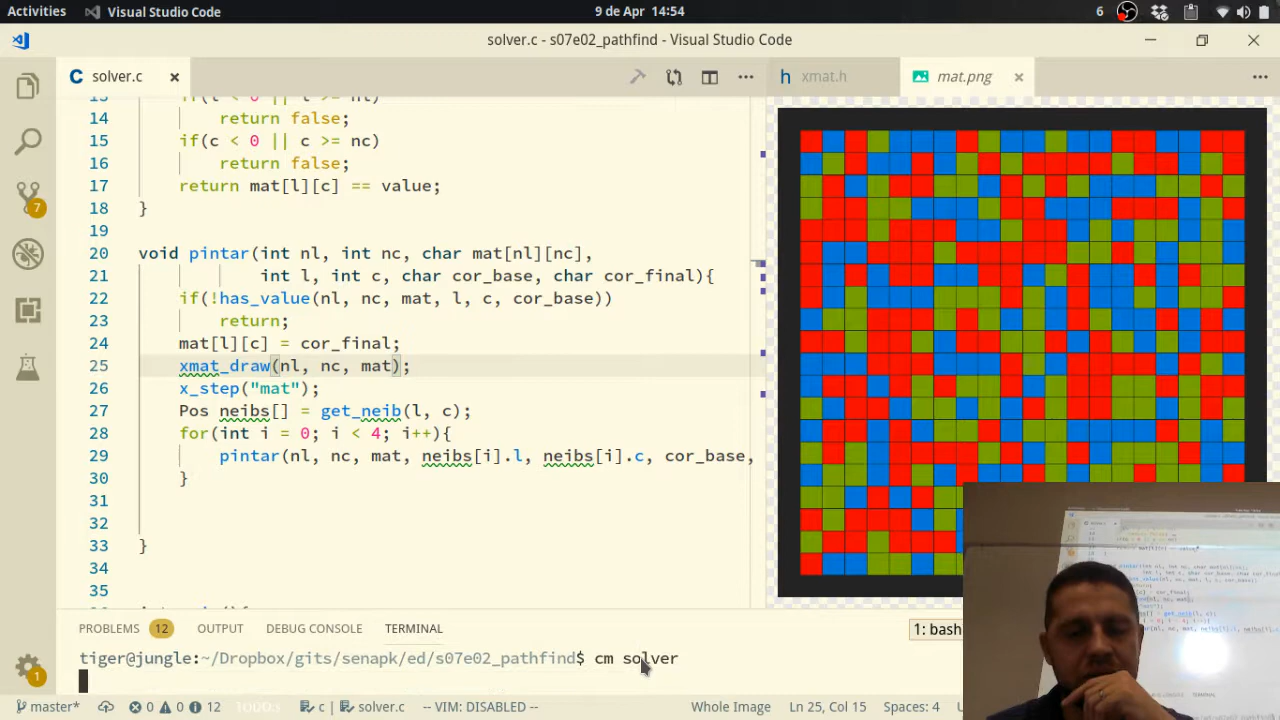 Activities
Visual Studio Code
9 de Apr 14:54
6
solver.c - s07e02_pathfind - Visual Studio Code
C solver.c
h xmat.h
mat.png
14 return false;
15 if(c < 0 || c >= nc)
16 return false;
17 return mat[l][c] == value;
18 }
19
20 void pintar(int nl, int nc, char mat[nl][nc],
21 int l, int c, char cor_base, char cor_final){
22 if(!has_value(nl, nc, mat, l, c, cor_base))
23 return;
24 mat[l][c] = cor_final;
25 xmat_draw(nl, nc, mat);
26 x_step("mat");
27 Pos neibs[] = get_neib(l, c);
28 for(int i = 0; i < 4; i++){
29 pintar(nl, nc, mat, neibs[i].l, neibs[i].c, cor_base,
30 }
31
32
33 }
34
35
7
1
PROBLEMS 12 OUTPUT DEBUG CONSOLE TERMINAL
1: bash
tiger@jungle:~/Dropbox/gits/senapk/ed/s07e02_pathfind$ cm solver
master* 0 0 12 TODO:5 c | solver.c -- VIM: DISABLED -- Whole Image Ln 25, Col 15 Spaces: 4